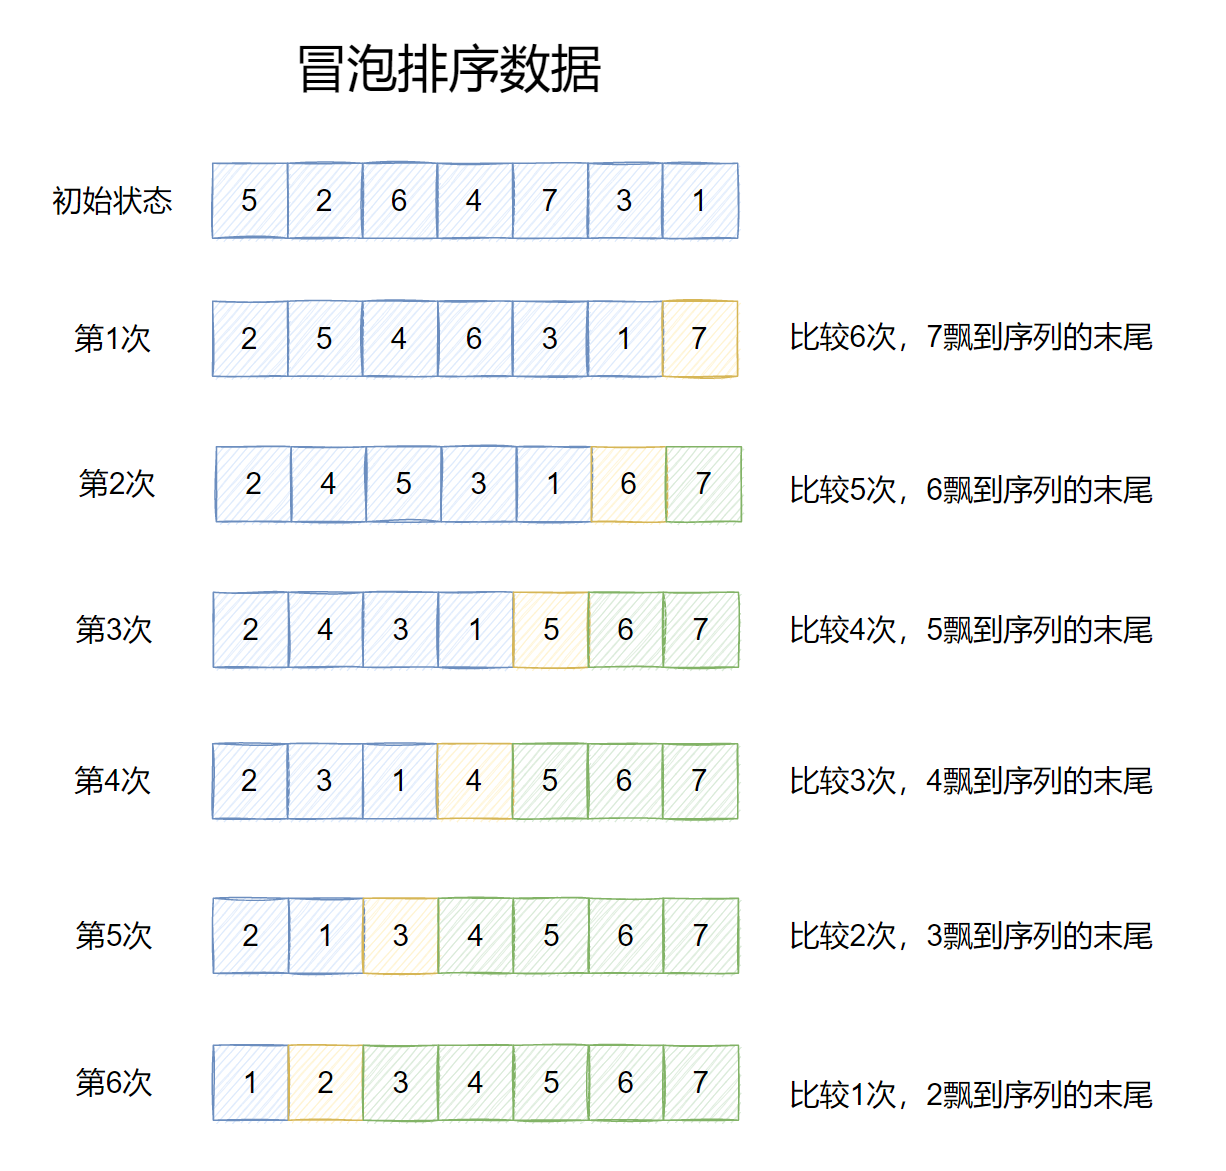 冒泡排序数据
初始状态 5 2 6 4 7 3 1
第1次 2 5 4 6 3 1 7 比较6次，7飘到序列的末尾
第2次 2 4 5 3 1 6 7 比较5次，6飘到序列的末尾
第3次 2 4 3 1 5 6 7 比较4次，5飘到序列的末尾
第4次 2 3 1 4 5 6 7 比较3次，4飘到序列的末尾
第5次 2 1 3 4 5 6 7 比较2次，3飘到序列的末尾
第6次 1 2 3 4 5 6 7 比较1次，2飘到序列的末尾